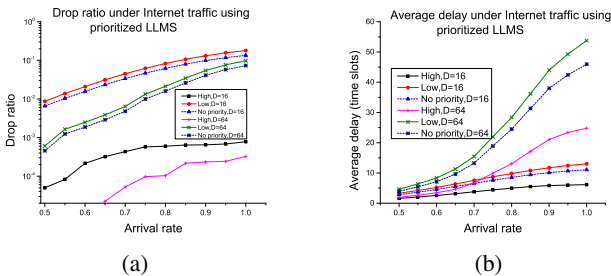 Drop ratio under Internet traffic using
prioritized LLMS
Drop ratio
10⁰
10⁻¹
10⁻²
10⁻³
10⁻⁴
High,D=16
Low,D=16
No priority,D=16
High,D=64
Low,D=64
No priority,D=64
0.5 0.6 0.7 0.8 0.9 1.0
Arrival rate
(a)
Average delay under Internet traffic using
prioritized LLMS
Average delay (time slots)
60
50
40
30
20
10
0
High,D=16
Low,D=16
No priority,D=16
High,D=64
Low,D=64
No priority,D=64
0.4 0.5 0.6 0.7 0.8 0.9 1.0
Arrival rate
(b)